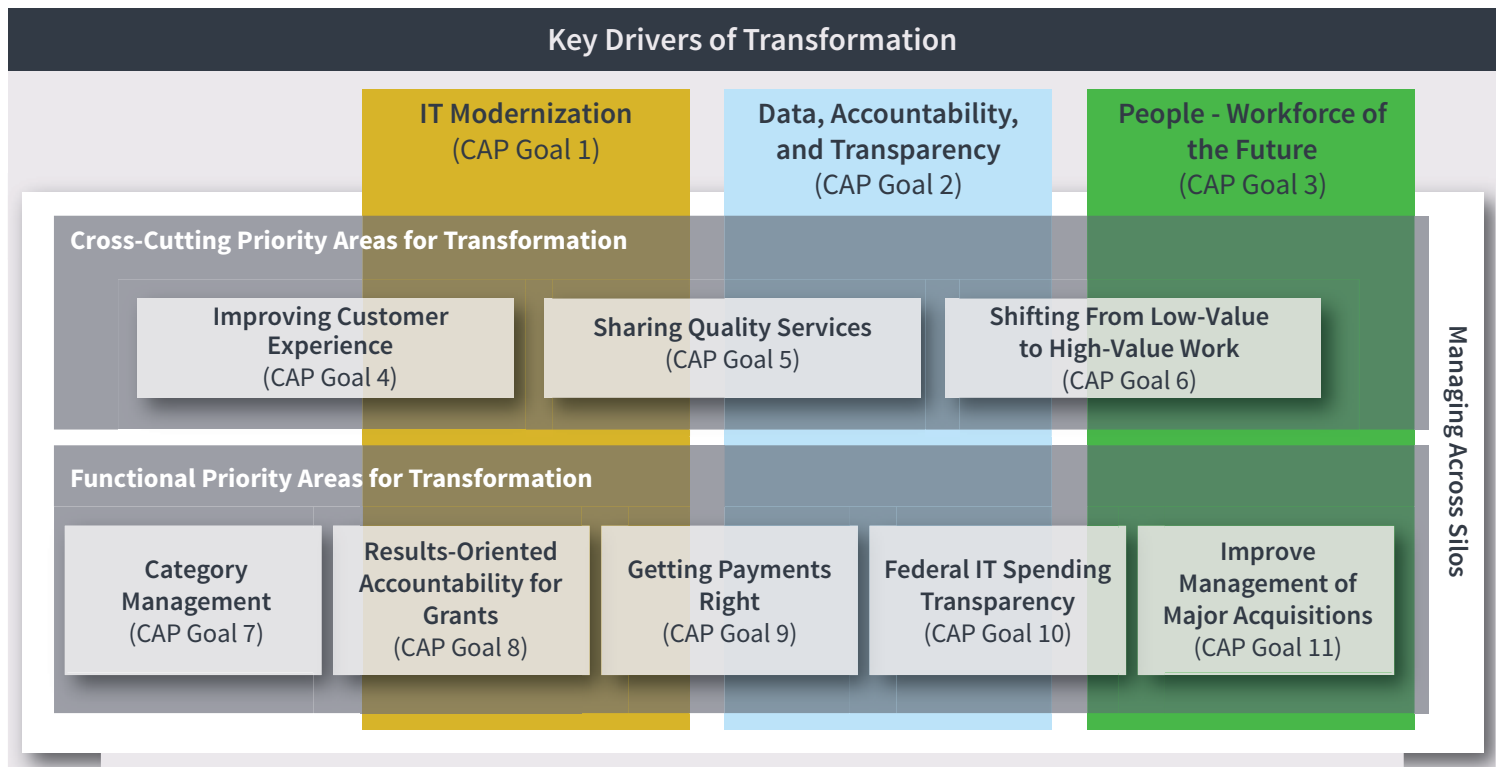 Key Drivers of Transformation
IT Modernization
(CAP Goal 1)
Data, Accountability,
and Transparency
(CAP Goal 2)
People - Workforce of
the Future
(CAP Goal 3)
Cross-Cutting Priority Areas for Transformation
Improving Customer
Experience
(CAP Goal 4)
Sharing Quality Services
(CAP Goal 5)
Shifting From Low-Value
to High-Value Work
(CAP Goal 6)
Functional Priority Areas for Transformation
Category
Management
(CAP Goal 7)
Results-Oriented
Accountability for
Grants
(CAP Goal 8)
Getting Payments
Right
(CAP Goal 9)
Federal IT Spending
Transparency
(CAP Goal 10)
Improve
Management of
Major Acquisitions
(CAP Goal 11)
Managing Across Silos